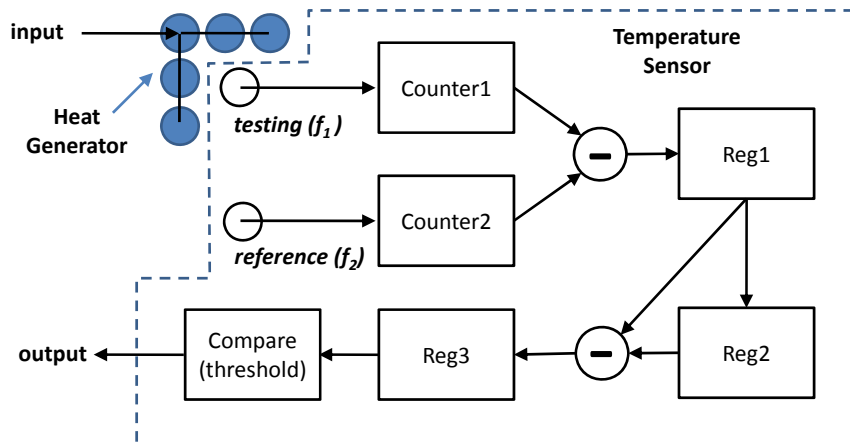 input
Temperature
Sensor
Heat
Generator
testing (f1)
Counter1
–
Reg1
reference (f2)
Counter2
output
Compare
(threshold)
Reg3
–
Reg2